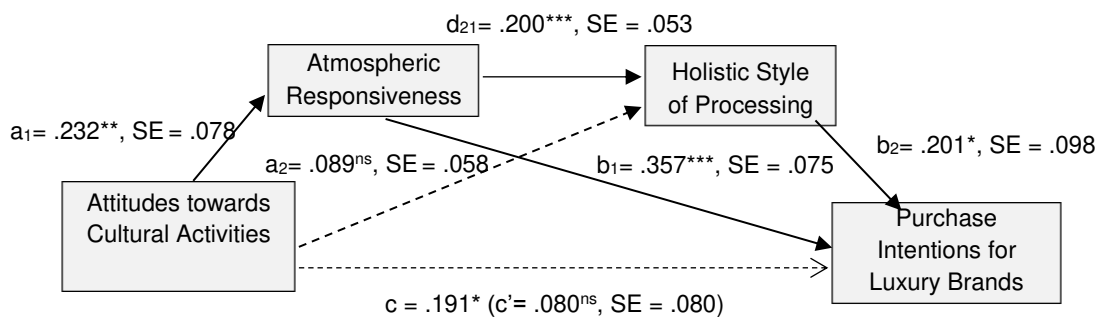 d21= .200***, SE = .053
Atmospheric
Responsiveness
Holistic Style
of Processing
a1= .232**, SE = .078
a2= .089ns, SE = .058
b1= .357***, SE = .075
b2= .201*, SE = .098
Attitudes towards
Cultural Activities
Purchase
Intentions for
Luxury Brands
c = .191* (c’= .080ns, SE = .080)